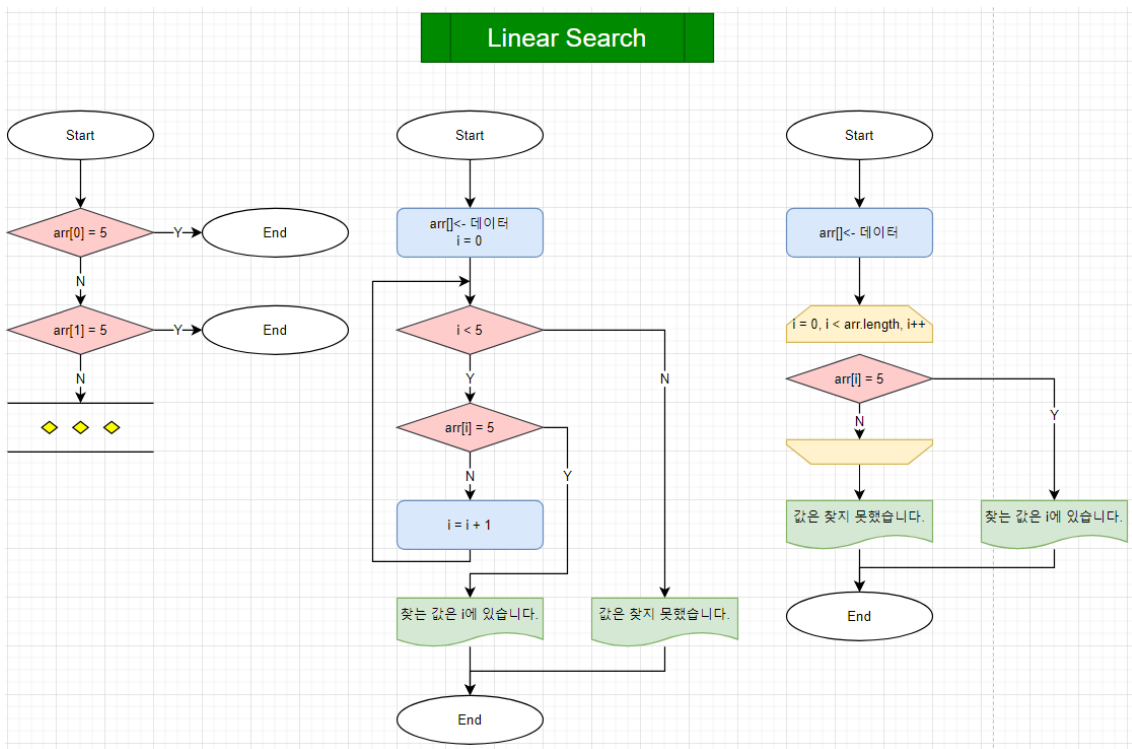 Linear Search
Start
arr[0] = 5
Y
End
N
arr[1] = 5
Y
End
N
Start
arr[]<- 데이터
i = 0
i < 5
Y
N
arr[i] = 5
N
Y
i = i + 1
찾는 값은 i에 있습니다.
값은 찾지 못했습니다.
End
Start
arr[]<- 데이터
i = 0, i < arr.length, i++
arr[i] = 5
N
Y
값은 찾지 못했습니다.
찾는 값은 i에 있습니다.
End